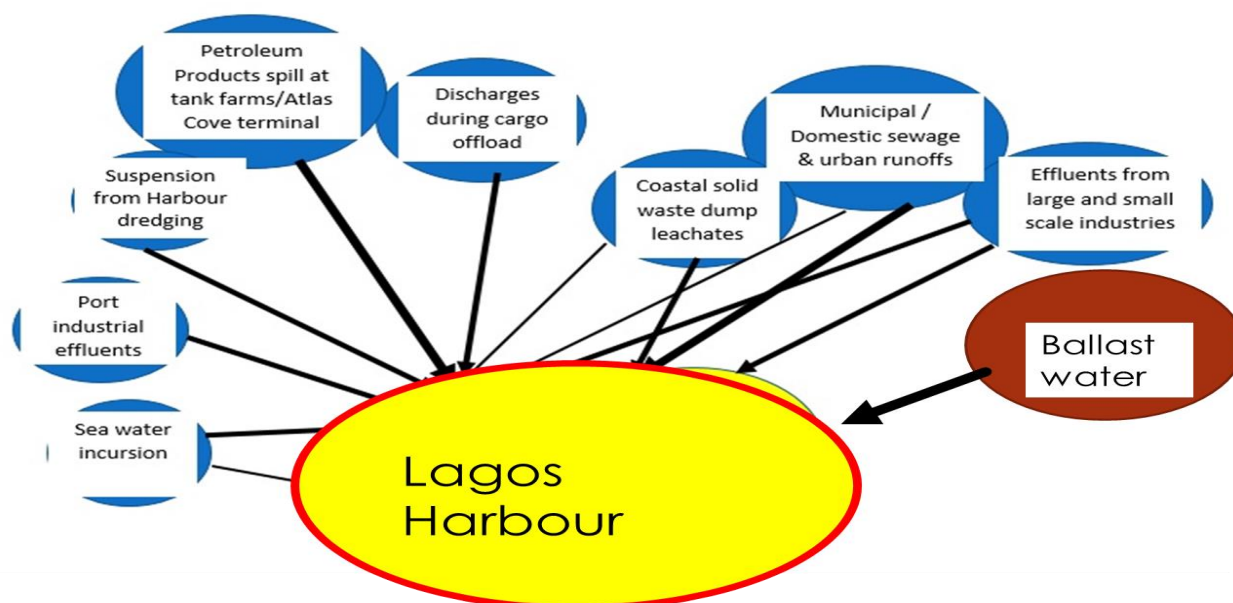 Petroleum
Products spill at
tank farms/Atlas
Cove terminal
Discharges
during cargo
offload
Municipal /
Domestic sewage
& urban runoffs
Suspension
from Harbour
dredging
Coastal solid
waste dump
leachates
Effluents from
large and small
scale industries
Port
industrial
effluents
Ballast
water
Sea water
incursion
Lagos
Harbour